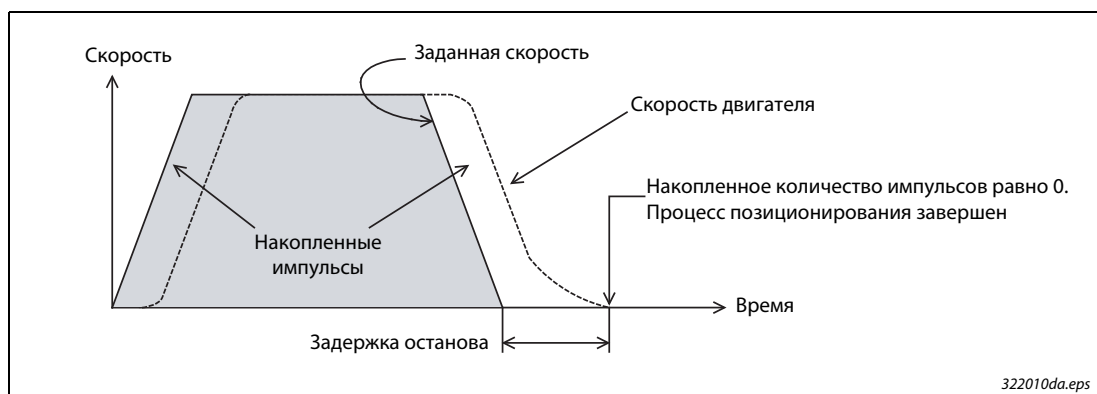 Скорость
Заданная скорость
Скорость двигателя
Накопленное количество импульсов равно 0.
Процесс позиционирования завершен
Накопленные
импульсы
Время
Задержка останова
322010da.eps